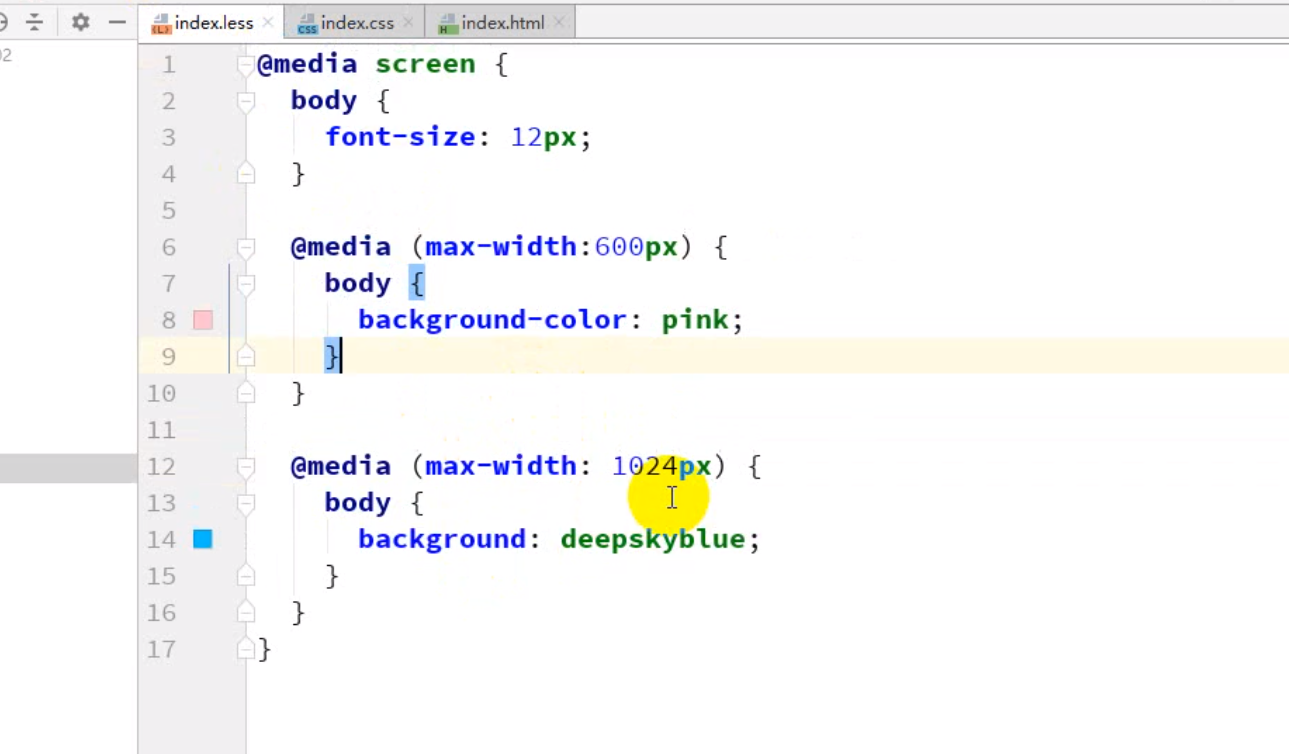 index.less index.css index.html
02
1 @media screen {
2 body {
3 font-size: 12px;
4 }
5
6 @media (max-width:600px) {
7 body {
8 background-color: pink;
9 }
10 }
11
12 @media (max-width: 1024px) {
13 body {
14 background: deepskyblue;
15 }
16 }
17 }